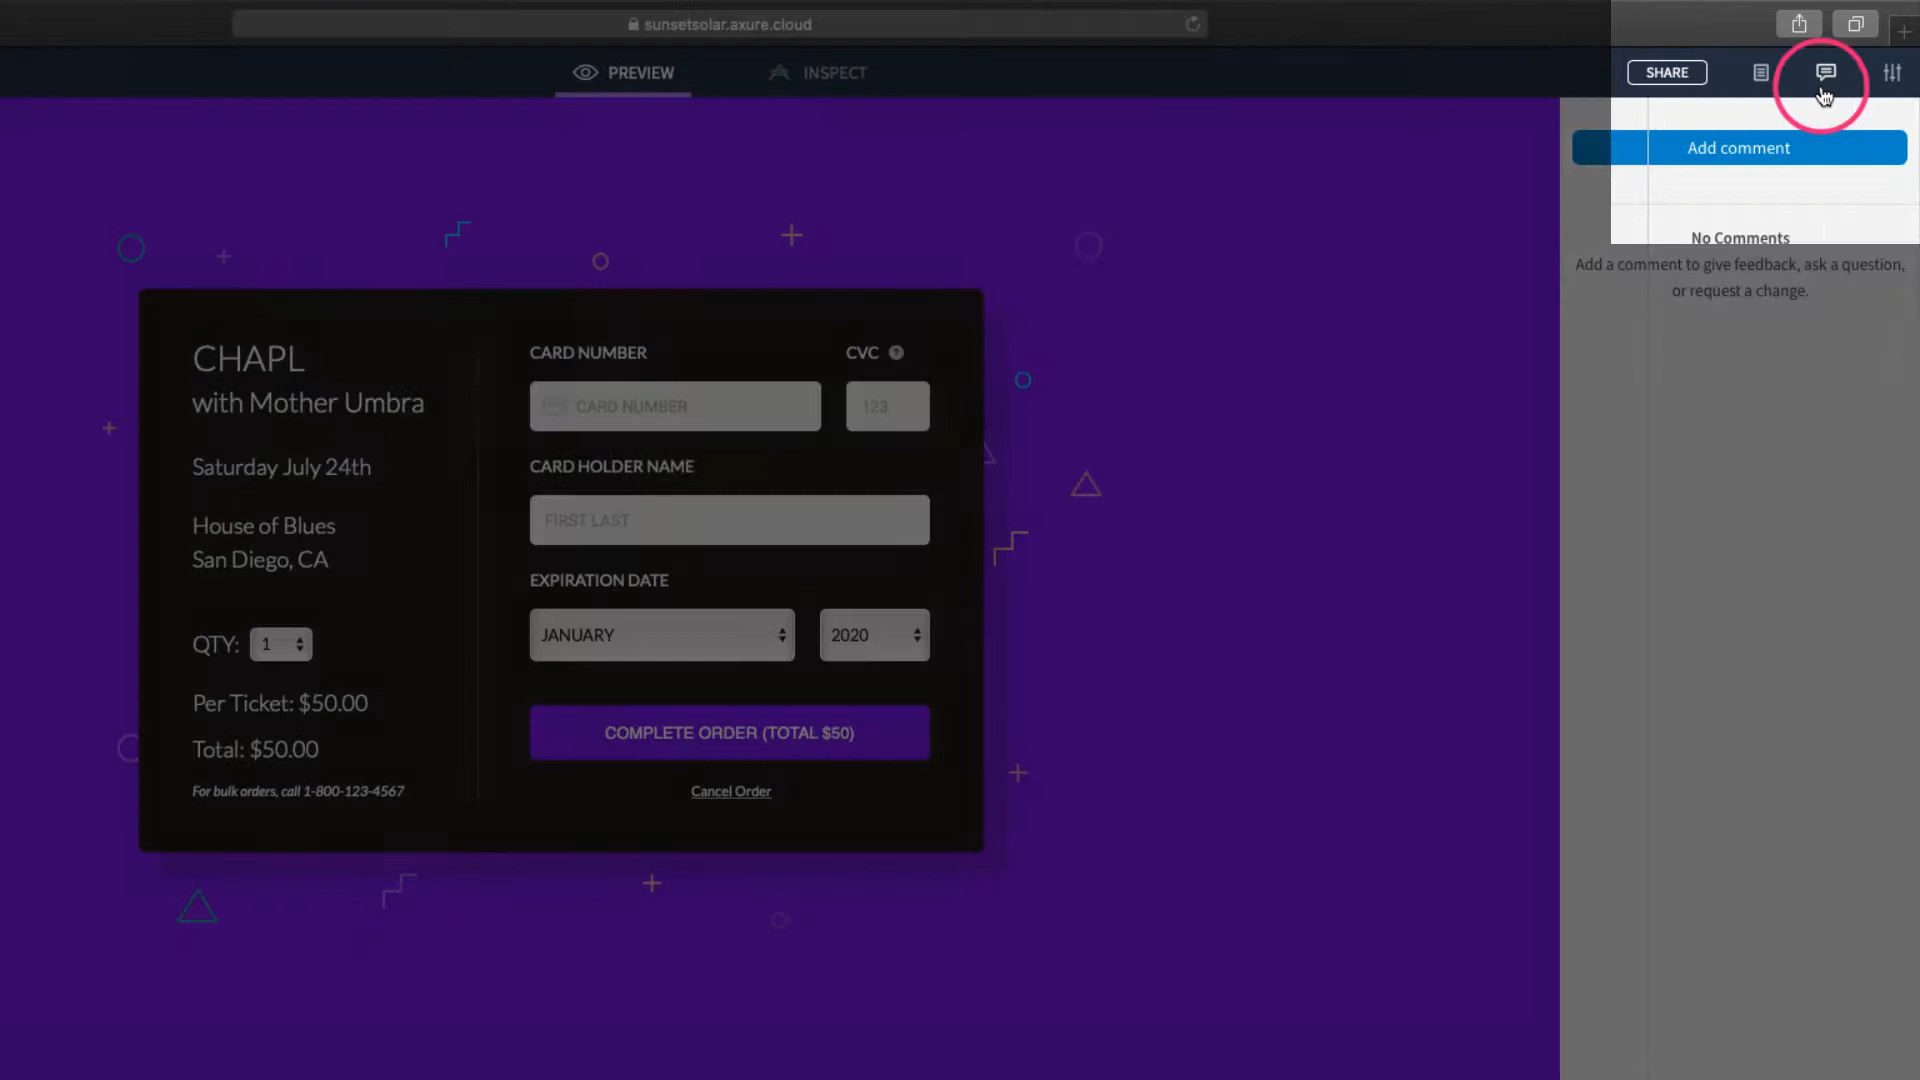 sunsetsolar.axure.cloud
PREVIEW
INSPECT
SHARE
Add comment
No Comments
Add a comment to give feedback, ask a question,
or request a change.
CHAPL
with Mother Umbra
Saturday July 24th
House of Blues
San Diego, CA
QTY: 1
Per Ticket: $50.00
Total: $50.00
For bulk orders, call 1-800-123-4567
CARD NUMBER
CVC ?
CARD NUMBER
123
CARD HOLDER NAME
FIRST LAST
EXPIRATION DATE
JANUARY
2020
COMPLETE ORDER (TOTAL $50)
Cancel Order